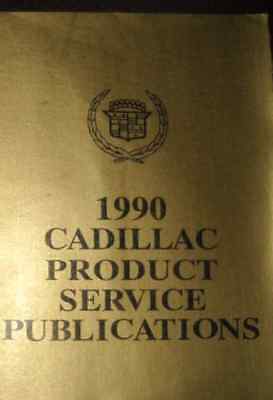 1990
CADILLAC
PRODUCT
SERVICE
PUBLICATIONS